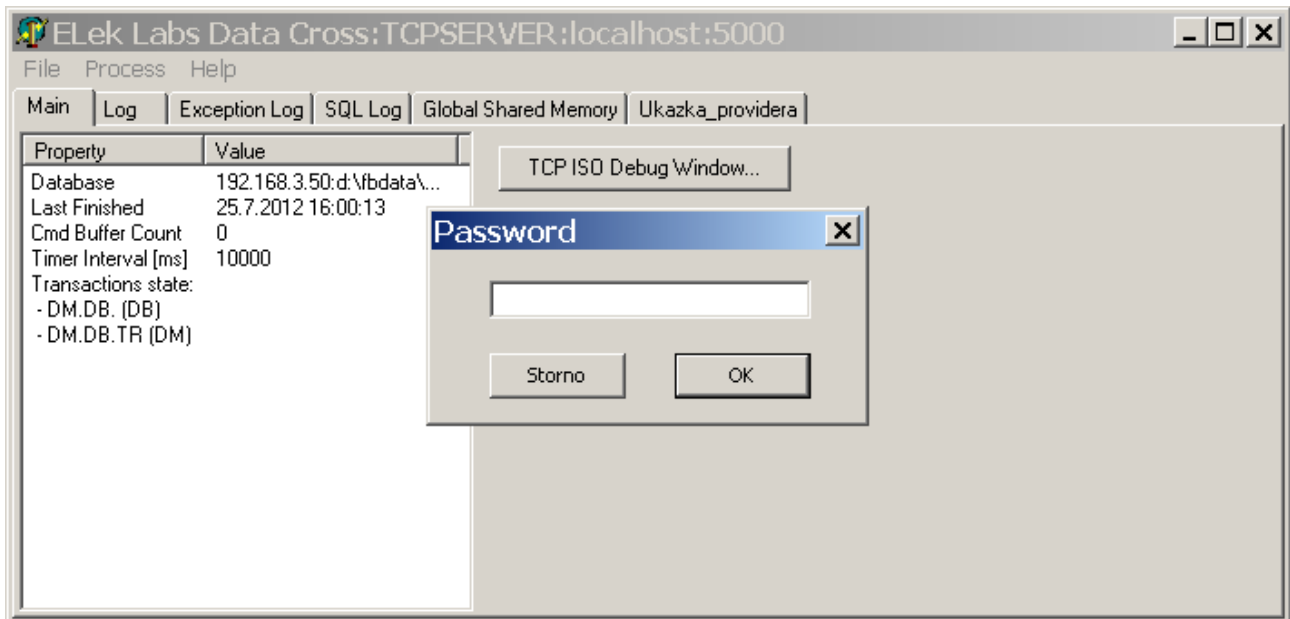 ELek Labs Data Cross:TCPSERVER:localhost:5000
File Process Help
Main Log Exception Log SQL Log Global Shared Memory Ukazka_providera
Property Value
Database 192.168.3.50:d:\fbdata\...
Last Finished 25.7.2012 16:00:13
Cmd Buffer Count 0
Timer Interval [ms] 10000
Transactions state:
- DM.DB. (DB)
- DM.DB.TR (DM)
TCP ISO Debug Window...
Password
Storno OK